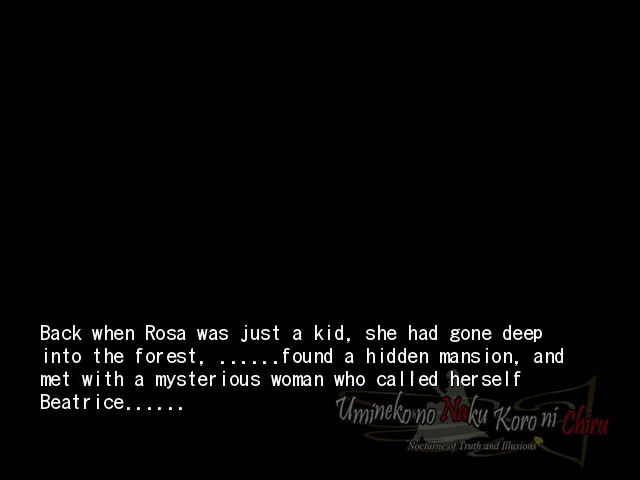 Back when Rosa was just a kid, she had gone deep
into the forest, ......found a hidden mansion, and
met with a mysterious woman who called herself
Beatrice......
Umineko no Naku Koro ni Chiru
Nocturne of Truth and Illusions